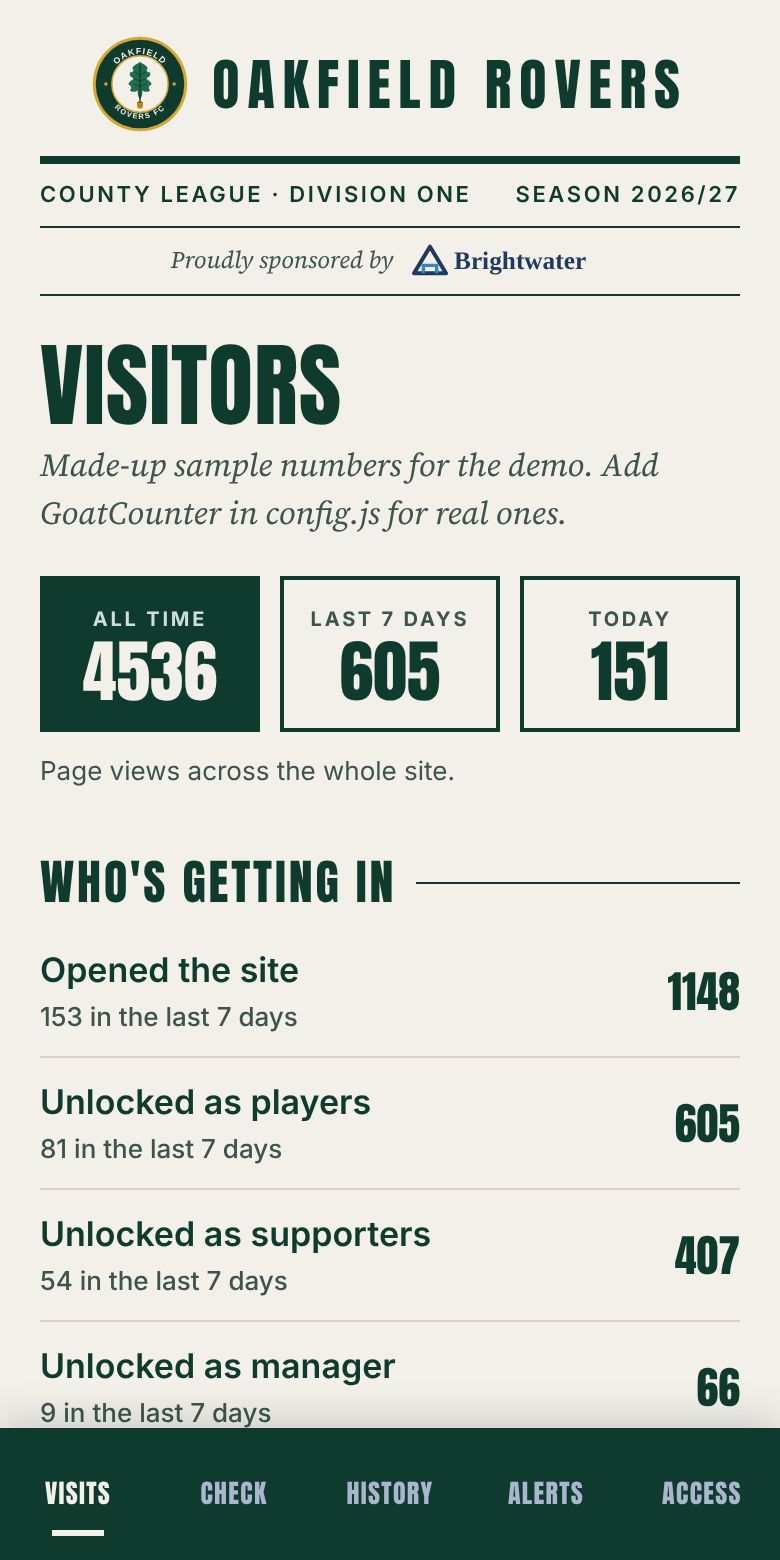 OAKFIELD
ROVERS FC
OAKFIELD ROVERS
COUNTY LEAGUE · DIVISION ONE
SEASON 2026/27
Proudly sponsored by
Brightwater
VISITORS
Made-up sample numbers for the demo. Add
GoatCounter in config.js for real ones.
ALL TIME
4536
LAST 7 DAYS
605
TODAY
151
Page views across the whole site.
WHO'S GETTING IN
Opened the site
153 in the last 7 days
1148
Unlocked as players
81 in the last 7 days
605
Unlocked as supporters
54 in the last 7 days
407
Unlocked as manager
9 in the last 7 days
66
VISITS
CHECK
HISTORY
ALERTS
ACCESS